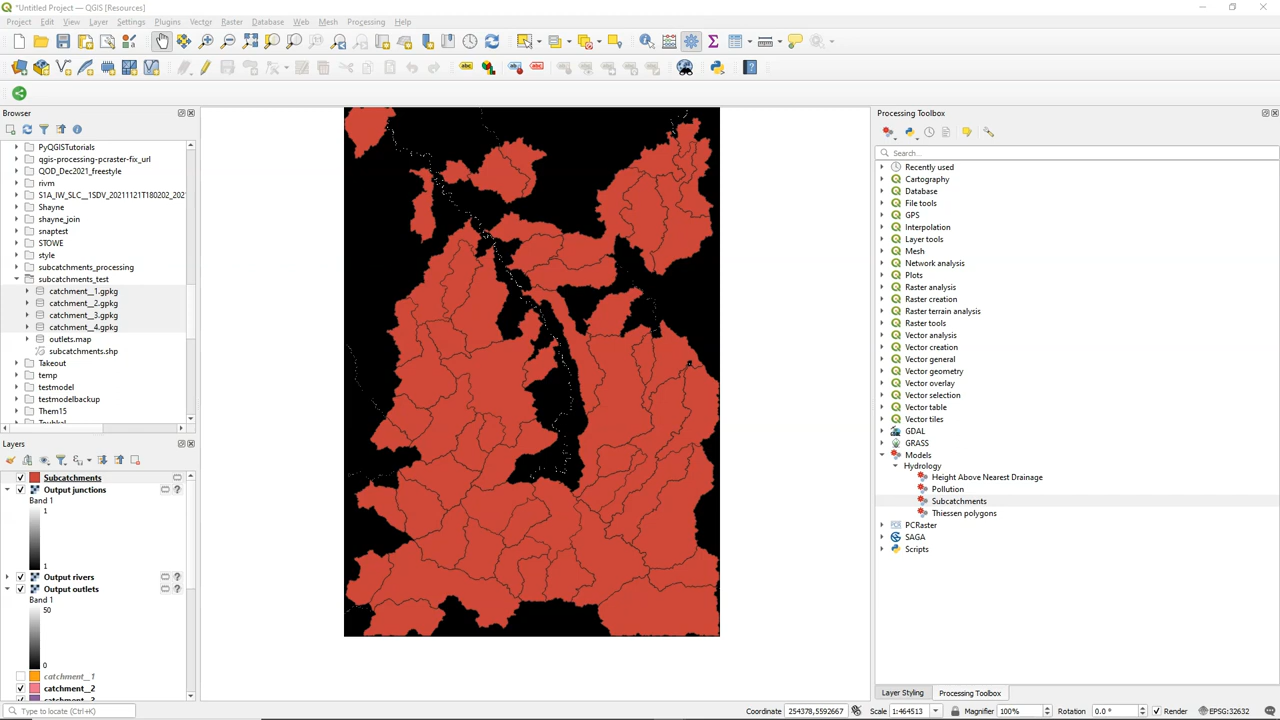 *Untitled Project — QGIS [Resources]
Project Edit View Layer Settings Plugins Vector Raster Database Web Mesh Processing Help
Browser
PyQGISTutorials
qgis-processing-pcraster-fix_url
QOD_Dec2021_freestyle
rivm
S1A_IW_SLC__1SDV_20211121T180202_202
Shayne
shayne_join
snaptest
STOWE
style
subcatchments_processing
subcatchments_test
catchment__1.gpkg
catchment__2.gpkg
catchment__3.gpkg
catchment__4.gpkg
outlets.map
subcatchments.shp
Takeout
temp
testmodel
testmodelbackup
Them15
Layers
Subcatchments
Output junctions
Band 1
1
1
Output rivers
Output outlets
Band 1
50
0
catchment__1
catchment__2
Type to locate (Ctrl+K)
Processing Toolbox
Search...
Recently used
Cartography
Database
File tools
GPS
Interpolation
Layer tools
Mesh
Network analysis
Plots
Raster analysis
Raster creation
Raster terrain analysis
Raster tools
Vector analysis
Vector creation
Vector general
Vector geometry
Vector overlay
Vector selection
Vector table
Vector tiles
GDAL
GRASS
Models
Hydrology
Height Above Nearest Drainage
Pollution
Subcatchments
Thiessen polygons
PCRaster
SAGA
Scripts
Layer Styling Processing Toolbox
Coordinate 254378,5592667 Scale 1:464513 Magnifier 100% Rotation 0.0 ° Render EPSG:32632